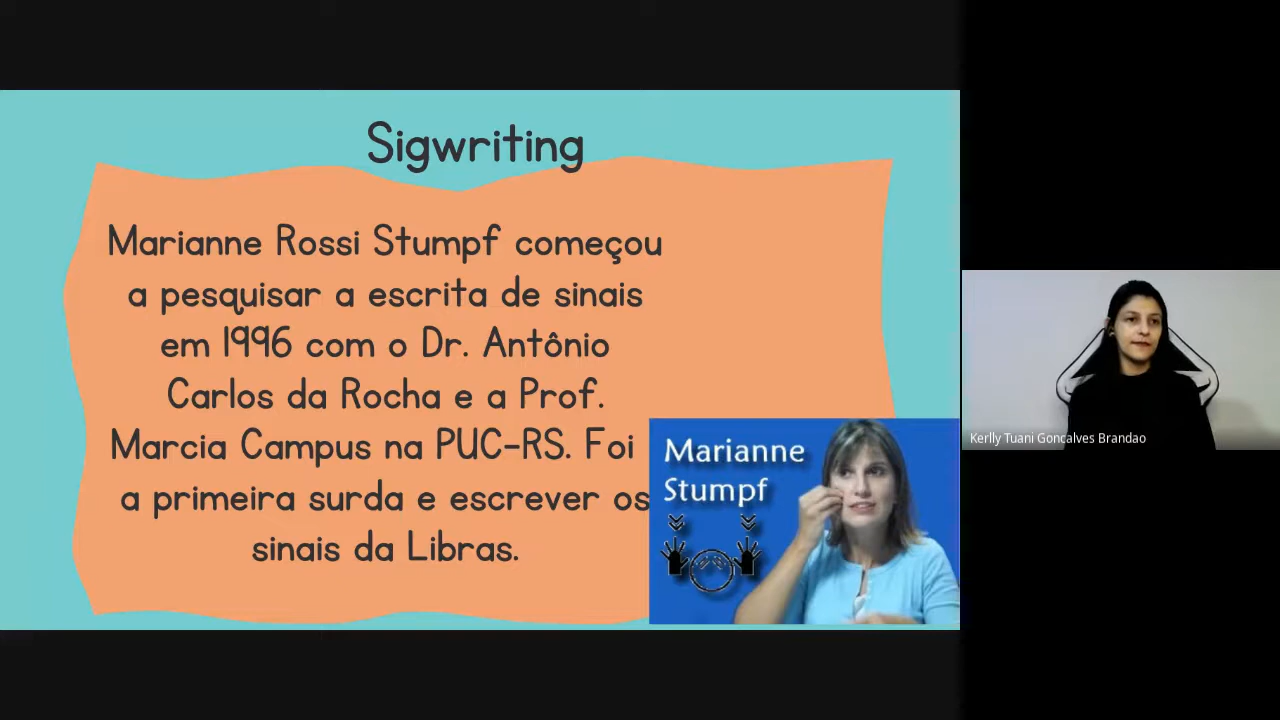 Sigwriting
Marianne Rossi Stumpf começou
a pesquisar a escrita de sinais
em 1996 com o Dr. Antônio
Carlos da Rocha e a Prof.
Marcia Campus na PUC-RS. Foi
a primeira surda e escrever os
sinais da Libras.
Marianne
Stumpf
Kerlly Tuani Goncalves Brandao